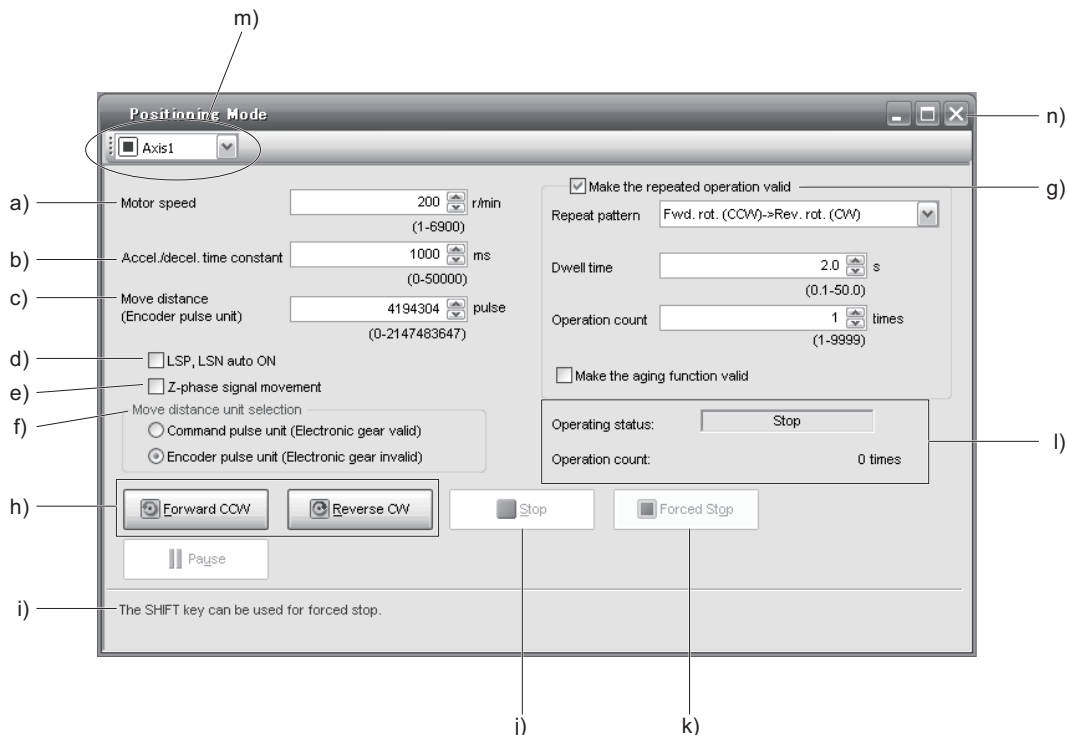 m)
Positioning Mode
n)
Axis1
a)
Motor speed
200
r/min
(1-6900)
b)
Accel./decel. time constant
1000
ms
(0-50000)
c)
Move distance
(Encoder pulse unit)
4194304
pulse
(0-2147483647)
d)
LSP, LSN auto ON
e)
Z-phase signal movement
f)
Move distance unit selection
Command pulse unit (Electronic gear valid)
Encoder pulse unit (Electronic gear invalid)
Make the repeated operation valid
g)
Repeat pattern
Fwd. rot. (CCW)->Rev. rot. (CW)
Dwell time
2.0
s
(0.1-50.0)
Operation count
1
times
(1-9999)
Make the aging function valid
Operating status:
Stop
Operation count:
0 times
l)
h)
Forward CCW
Reverse CW
Stop
Forced Stop
Pause
i)
The SHIFT key can be used for forced stop.
j)
k)